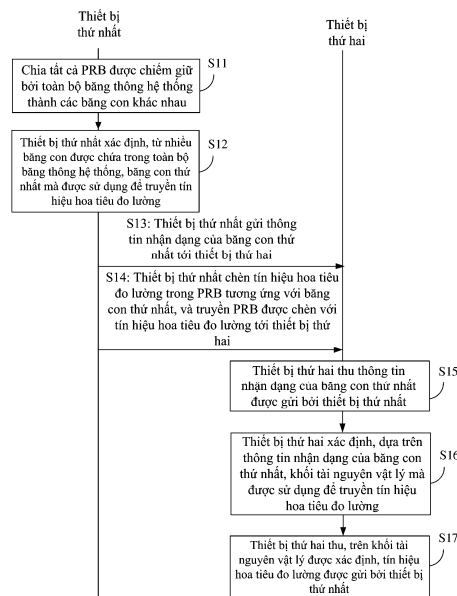 Thiết bị
thứ nhất
Thiết bị
thứ hai
S11
Chia tất cả PRB được chiếm giữ
bởi toàn bộ băng thông hệ thống
thành các băng con khác nhau
S12
Thiết bị thứ nhất xác định, từ nhiều
băng con được chứa trong toàn bộ
băng thông hệ thống, băng con thứ
nhất mà được sử dụng để truyền tín
hiệu hoa tiêu đo lường
S13: Thiết bị thứ nhất gửi thông
tin nhận dạng của băng con thứ
nhất tới thiết bị thứ hai
S14: Thiết bị thứ nhất chèn tín hiệu hoa tiêu
đo lường trong PRB tương ứng với băng
con thứ nhất, và truyền PRB được chèn với
tín hiệu hoa tiêu đo lường tới thiết bị thứ
hai
S15
Thiết bị thứ hai thu thông tin
nhận dạng của băng con thứ nhất
được gửi bởi thiết bị thứ nhất
S16
Thiết bị thứ hai xác định, dựa trên
thông tin nhận dạng của băng con
thứ nhất, khối tài nguyên vật lý mà
được sử dụng để truyền tín hiệu
hoa tiêu đo lường
S17
Thiết bị thứ hai thu, trên khối tài
nguyên vật lý được xác định, tín hiệu
hoa tiêu đo lường được gửi bởi thiết bị
thứ nhất